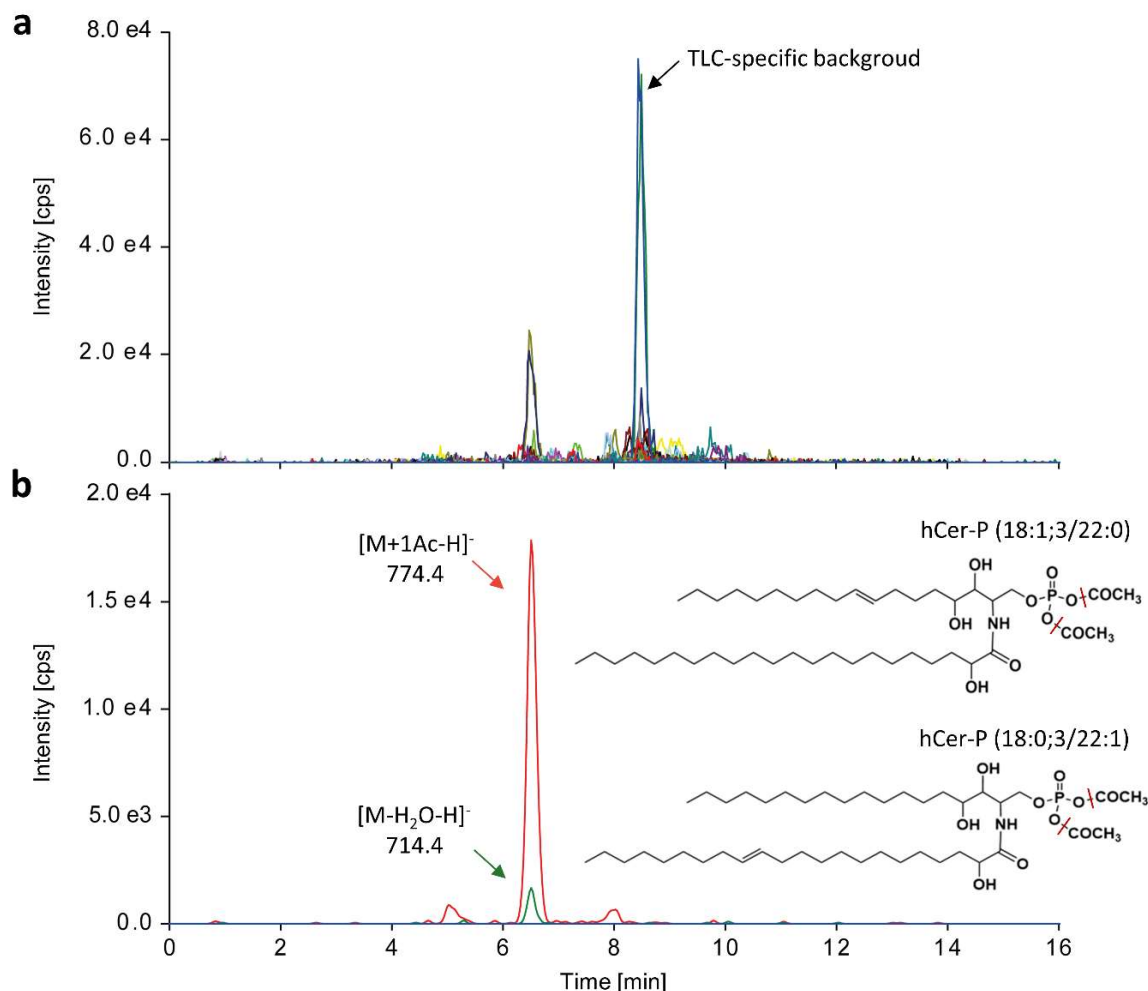 a
8.0 e4
TLC-specific backgroud
6.0 e4
Intensity [cps]
4.0 e4
2.0 e4
0.0
b
2.0 e4
[M+1Ac-H]-
774.4
hCer-P (18:1;3/22:0)
OH
O
O P O COCH3
O
OH NH COCH3
O
OH
1.5 e4
Intensity [cps]
1.0 e4
hCer-P (18:0;3/22:1)
OH
O
O P O COCH3
O
OH NH COCH3
O
OH
[M-H2O-H]-
714.4
5.0 e3
0.0
0 2 4 6 8 10 12 14 16
Time [min]